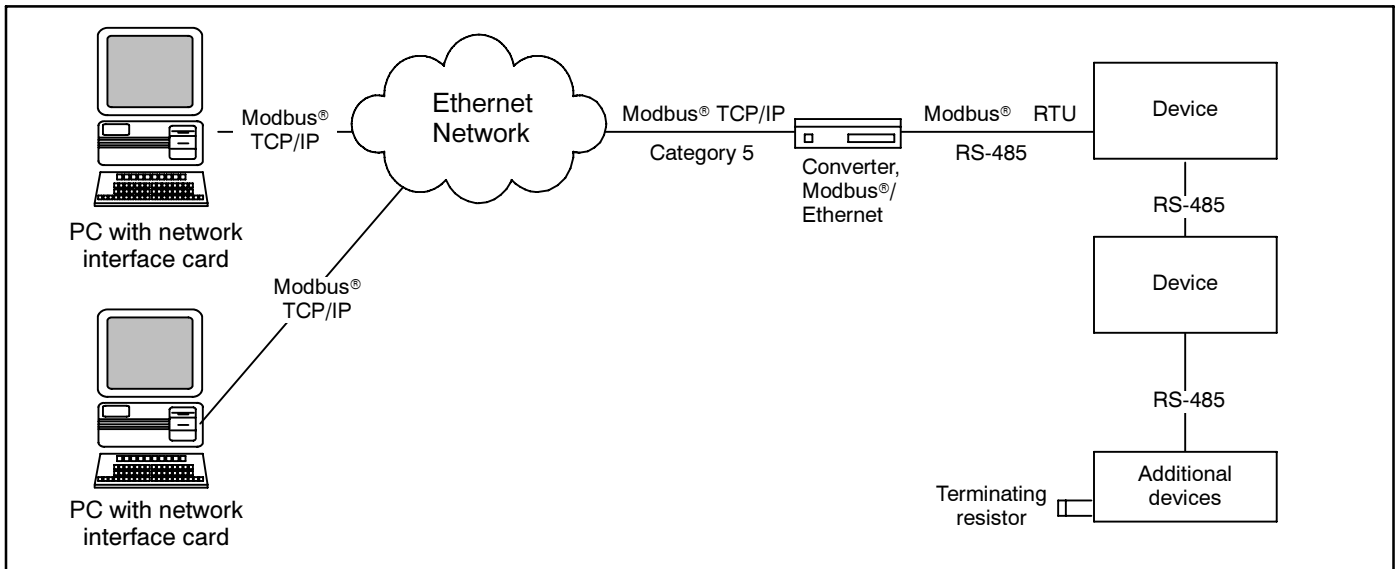 Modbus®
TCP/IP
PC with network
interface card
Ethernet
Network
Modbus® TCP/IP
Category 5
Converter,
Modbus®/
Ethernet
Modbus® RTU
RS-485
Device
RS-485
Device
RS-485
Additional
devices
Terminating
resistor
Modbus®
TCP/IP
PC with network
interface card